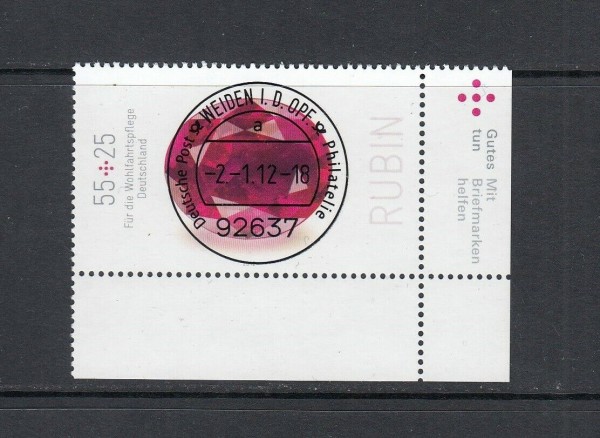 55+25
Für die Wohlfahrtspflege
Deutschland
Deutsche Post WEIDEN I. D. OPF. Philatelie
a
-2.-1.12-18
92637
RUBIN
Gutes
tun
Mit
Briefmarken
helfen